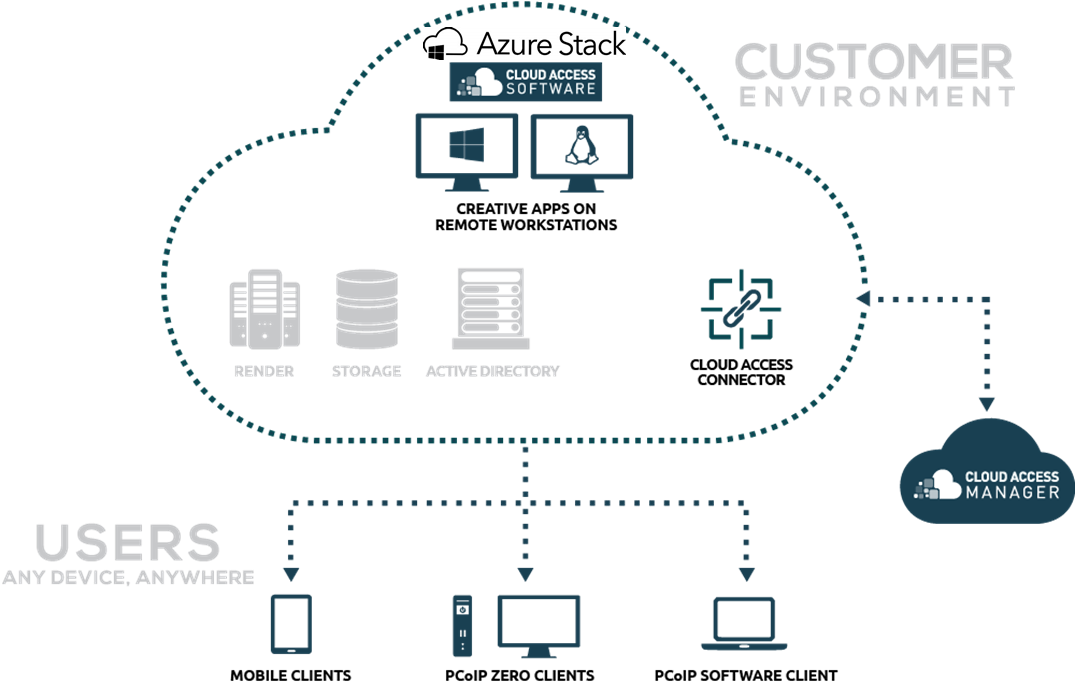 Azure Stack
CUSTOMER
ENVIRONMENT
CLOUD ACCESS
SOFTWARE
CREATIVE APPS ON
REMOTE WORKSTATIONS
RENDER
STORAGE
ACTIVE DIRECTORY
CLOUD ACCESS
CONNECTOR
CLOUD ACCESS
MANAGER
USERS
ANY DEVICE, ANYWHERE
MOBILE CLIENTS
PCoIP ZERO CLIENTS
PCoIP SOFTWARE CLIENT